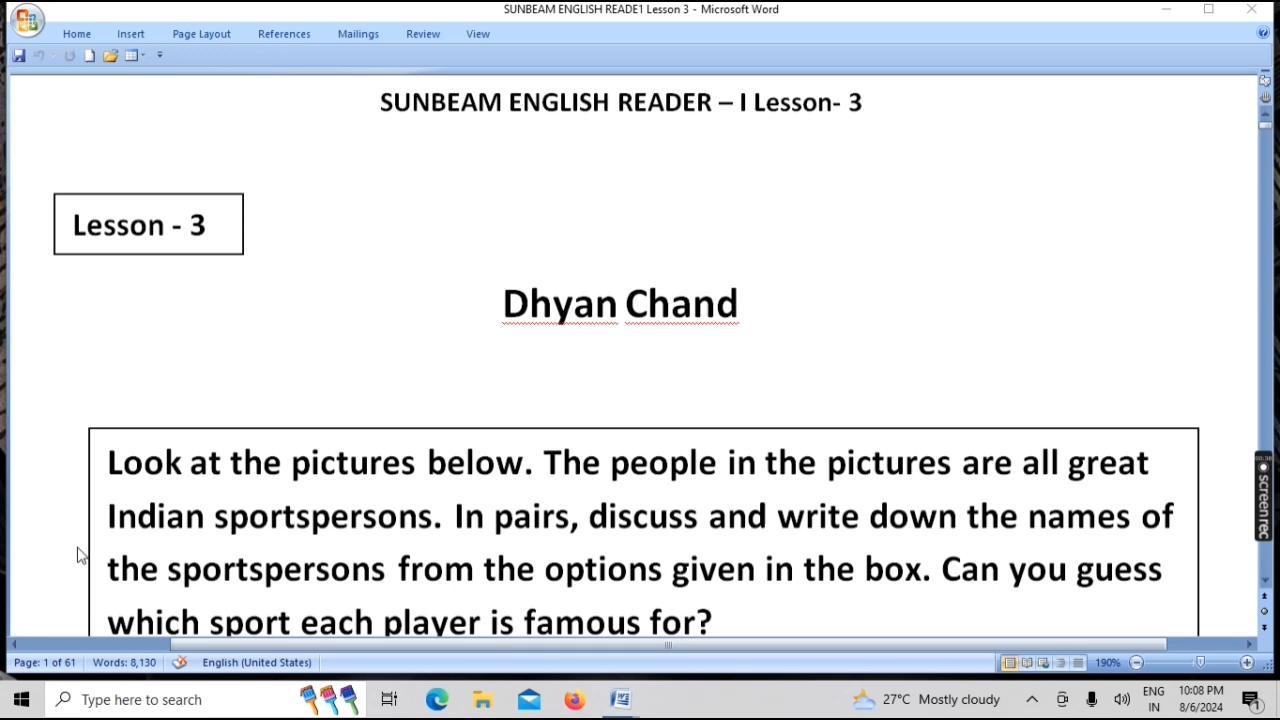 SUNBEAM ENGLISH READE1 Lesson 3 - Microsoft Word
Home Insert Page Layout References Mailings Review View
SUNBEAM ENGLISH READER – I Lesson- 3
Lesson - 3
Dhyan Chand
Look at the pictures below. The people in the pictures are all great
Indian sportspersons. In pairs, discuss and write down the names of
the sportspersons from the options given in the box. Can you guess
which sport each player is famous for?
screen rec
Page: 1 of 61 Words: 8,130 English (United States) 190%
Type here to search 27°C Mostly cloudy ENG 10:08 PM
IN 8/6/2024 1